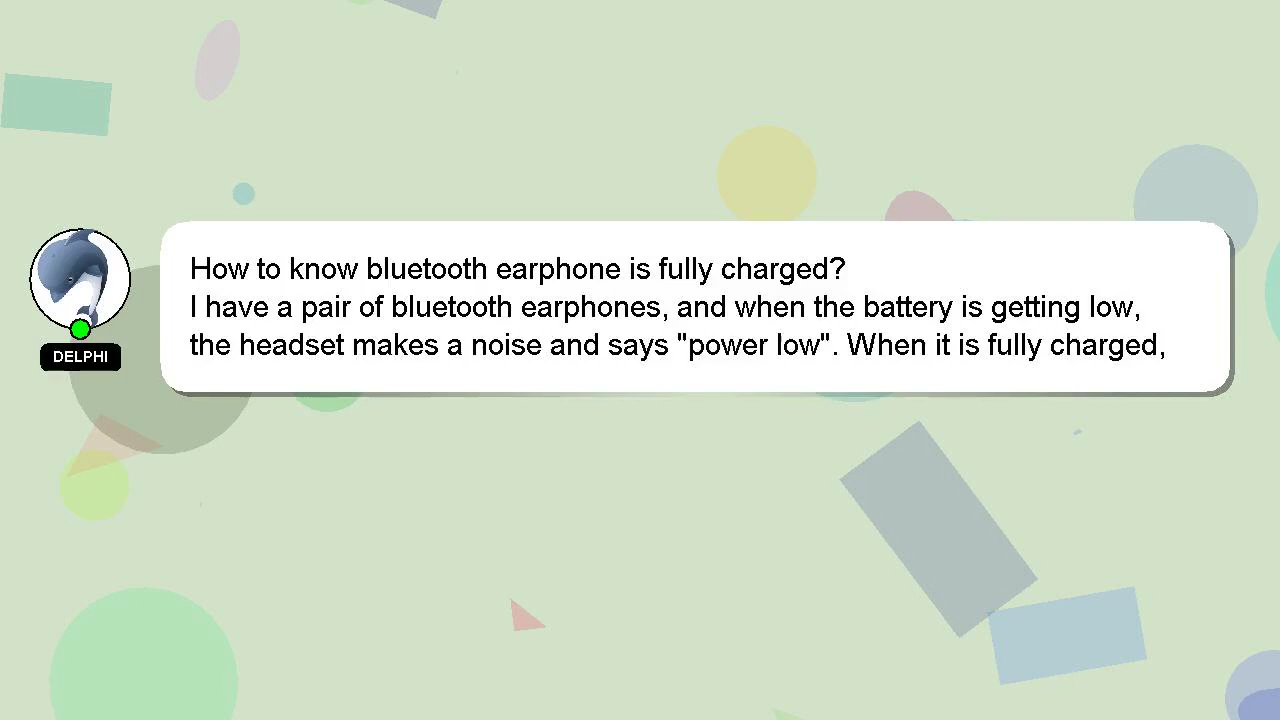 How to know bluetooth earphone is fully charged?
I have a pair of bluetooth earphones, and when the battery is getting low,
the headset makes a noise and says "power low". When it is fully charged,
DELPHI